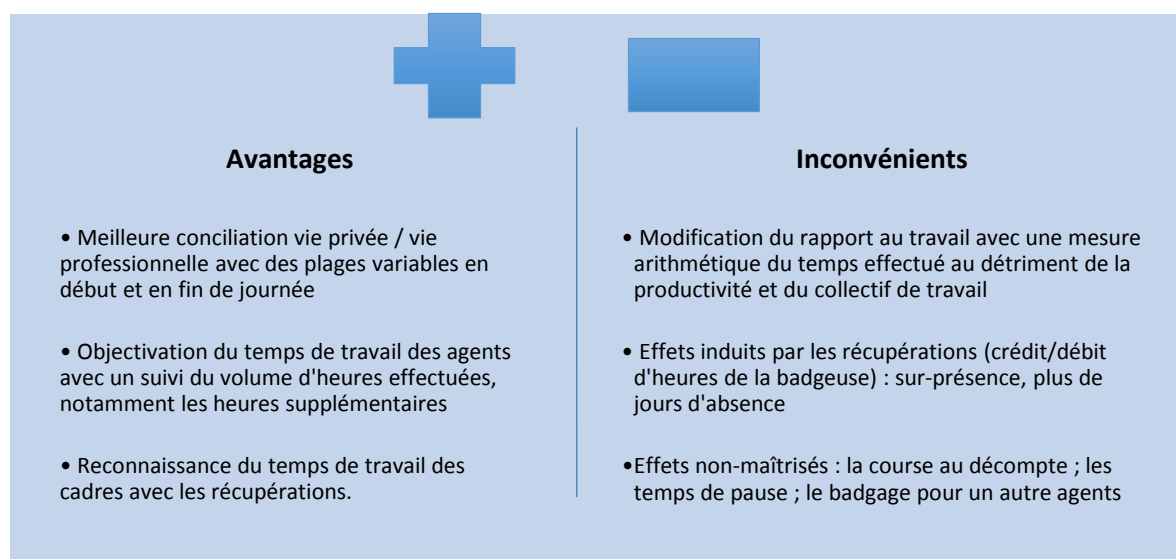 Avantages
• Meilleure conciliation vie privée / vie
professionnelle avec des plages variables en
début et en fin de journée
• Objectivation du temps de travail des agents
avec un suivi du volume d'heures effectuées,
notamment les heures supplémentaires
• Reconnaissance du temps de travail des
cadres avec les récupérations.
Inconvénients
• Modification du rapport au travail avec une mesure
arithmétique du temps effectué au détriment de la
productivité et du collectif de travail
• Effets induits par les récupérations (crédit/débit
d'heures de la badgeuse) : sur-présence, plus de
jours d'absence
•Effets non-maîtrisés : la course au décompte ; les
temps de pause ; le badgage pour un autre agents